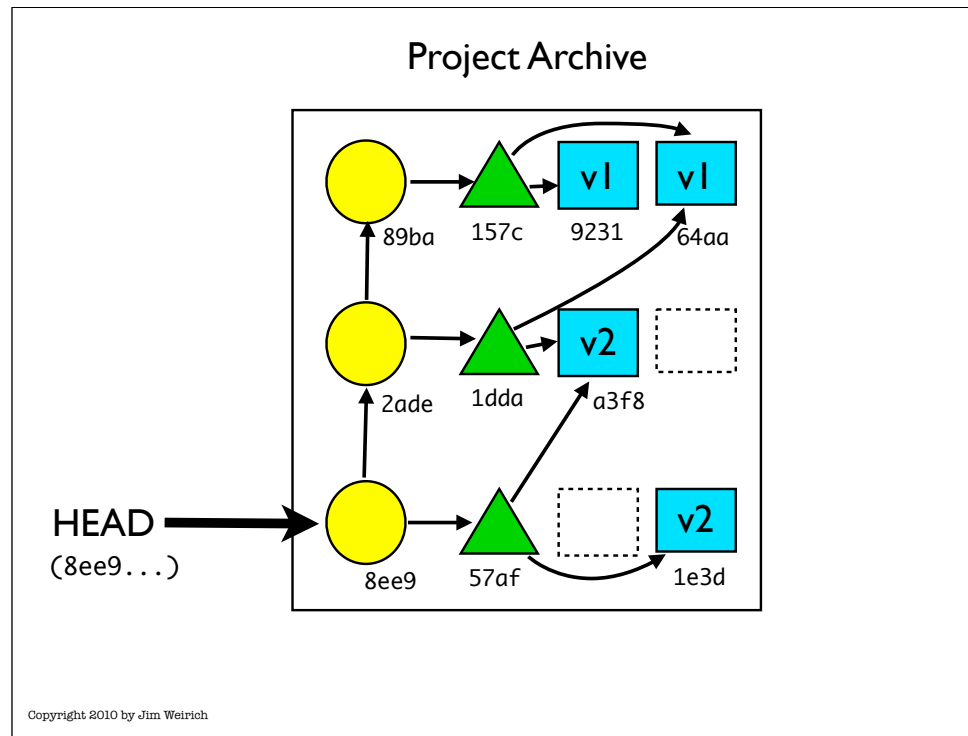 Project Archive
v1 v1
89ba 157c 9231 64aa
v2
2ade 1dda a3f8
HEAD v2
(8ee9...) 8ee9 57af 1e3d
Copyright 2010 by Jim Weirich